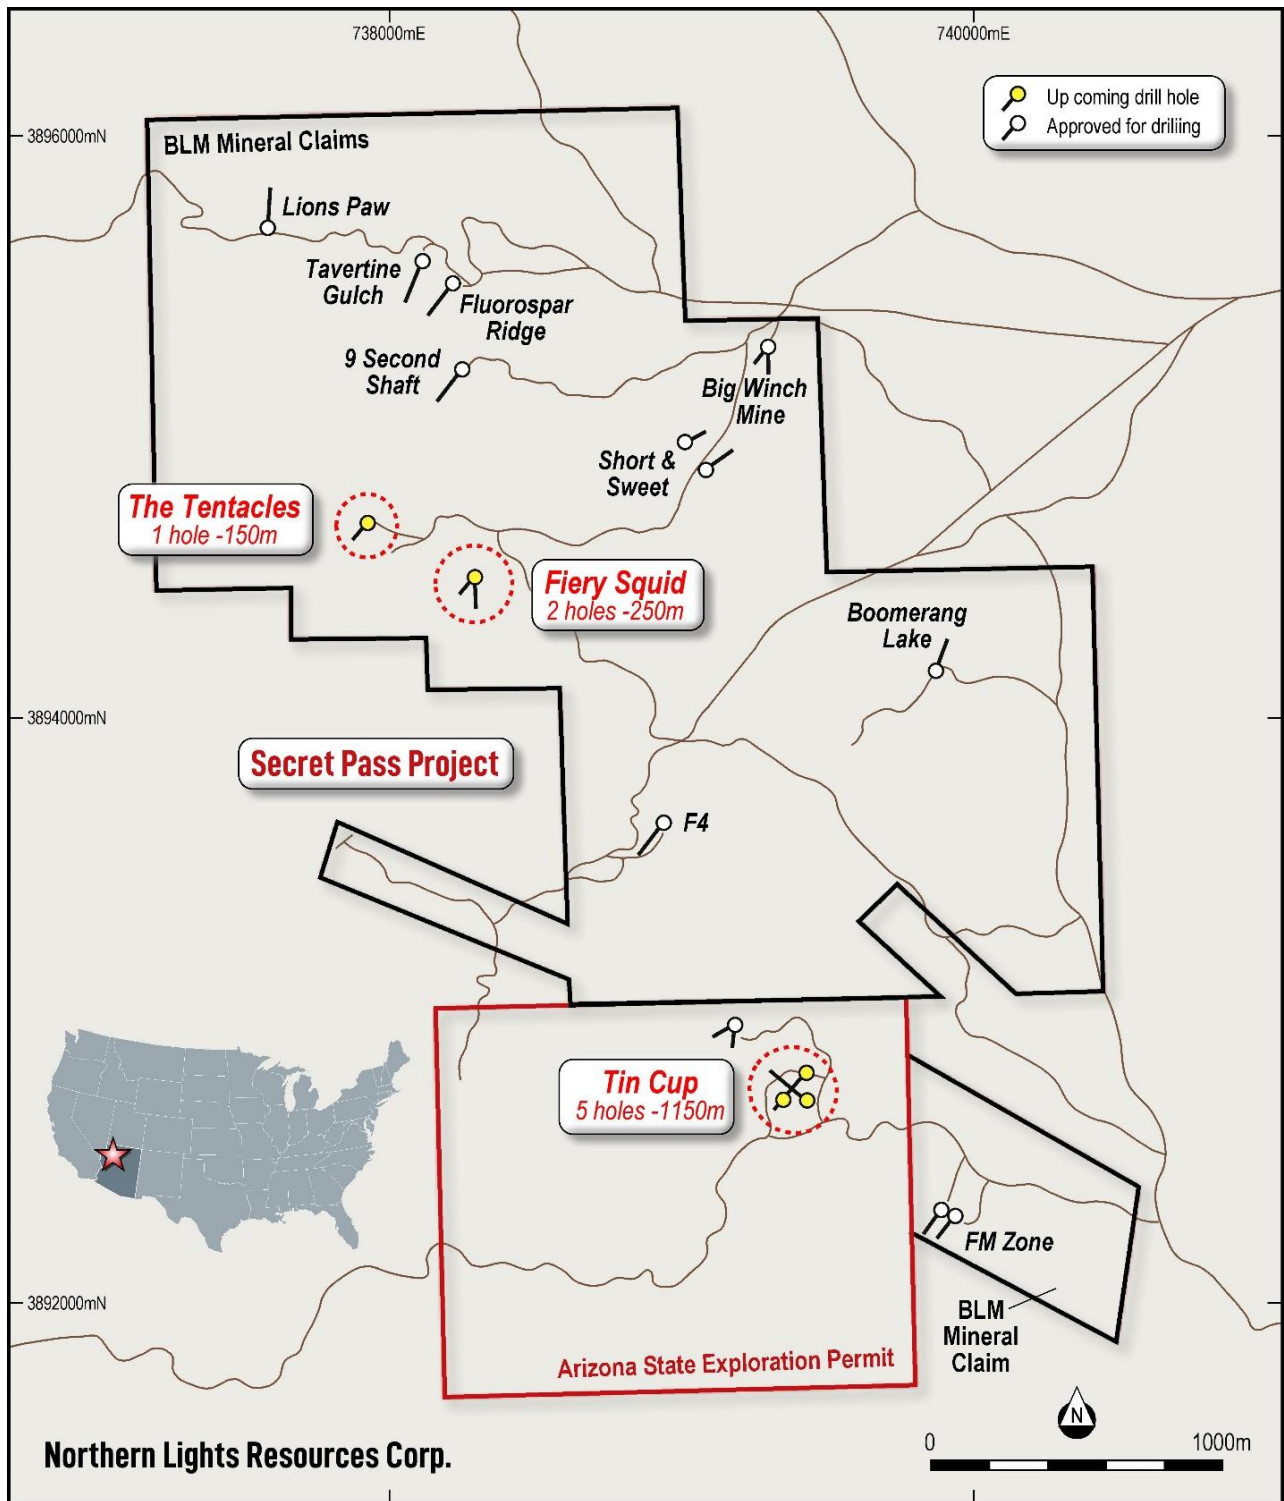 738000mE
740000mE
Up coming drill hole
Approved for drilling
3896000mN
BLM Mineral Claims
Lions Paw
Tavertine
Gulch
Fluorospar
Ridge
9 Second
Shaft
Big Winch
Mine
Short &
Sweet
The Tentacles
1 hole -150m
Fiery Squid
2 holes -250m
Boomerang
Lake
3894000mN
Secret Pass Project
F4
Tin Cup
5 holes -1150m
FM Zone
3892000mN
BLM
Mineral
Claim
Arizona State Exploration Permit
N
0
1000m
Northern Lights Resources Corp.